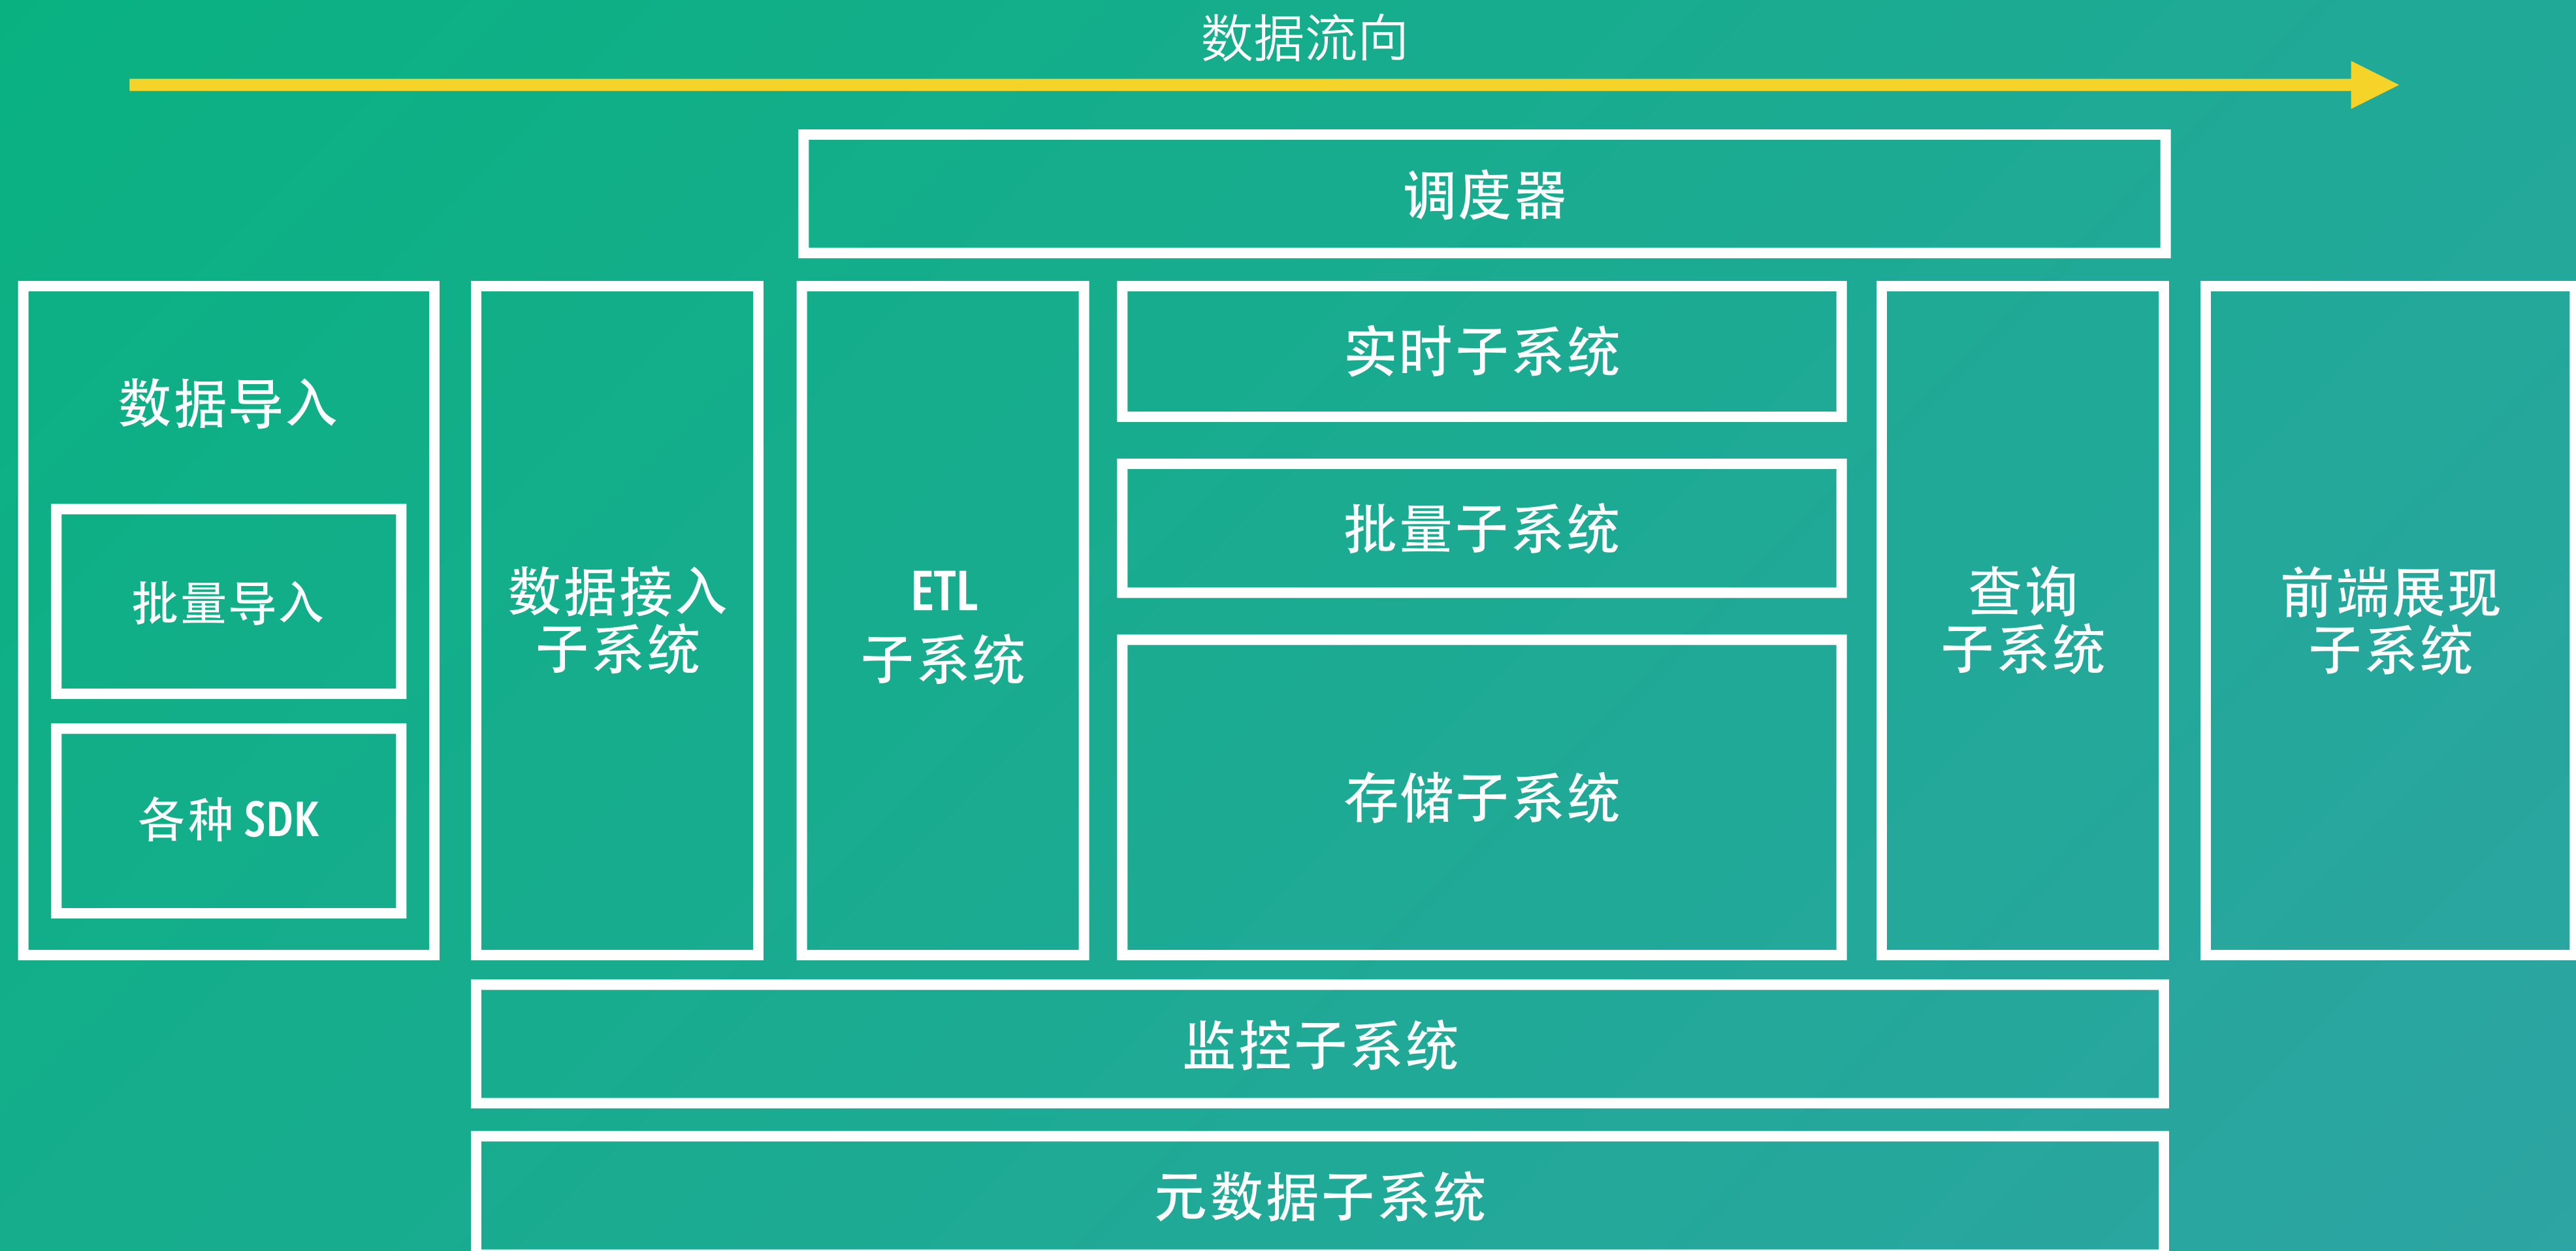 数据流向
调度器
数据导入
批量导入
各种 SDK
数据接入
子系统
ETL
子系统
实时子系统
批量子系统
存储子系统
查询
子系统
前端展现
子系统
监控子系统
元数据子系统